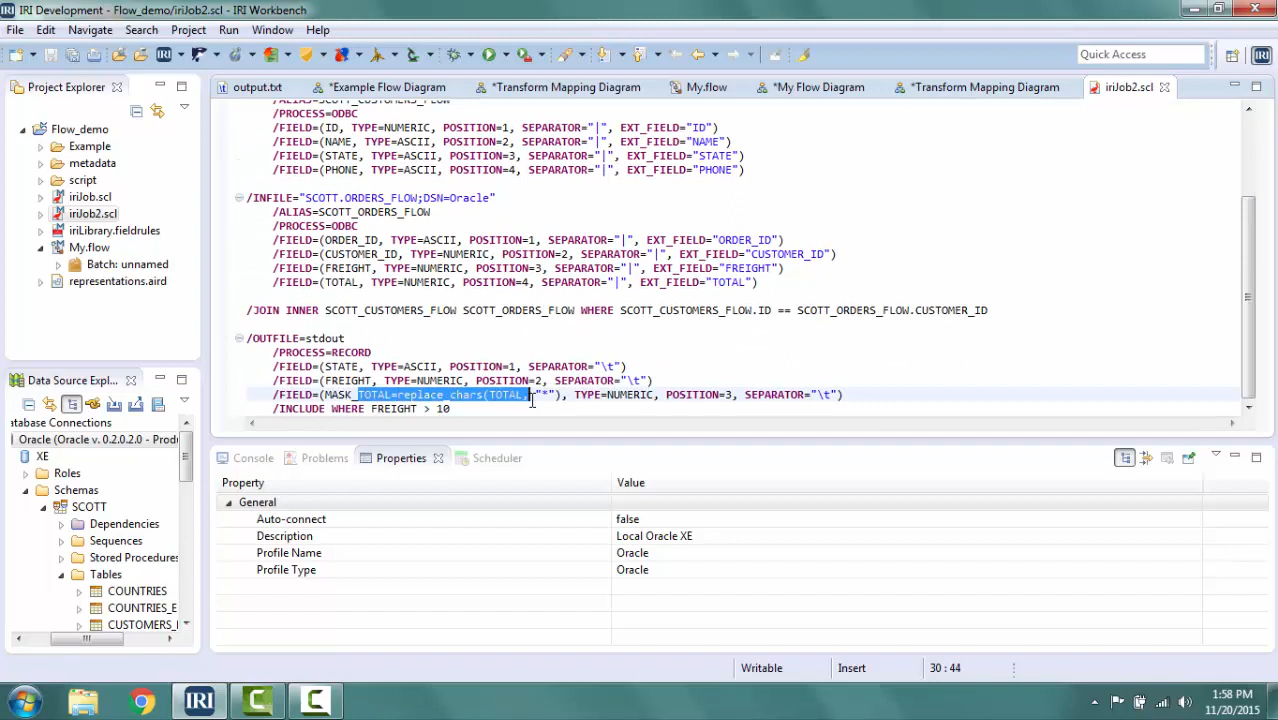 IRI Development - Flow_demo/iriJob2.scl - IRI Workbench
File Edit Navigate Search Project Run Window Help
Quick Access
Project Explorer
output.txt *Example Flow Diagram *Transform Mapping Diagram My.flow *My Flow Diagram *Transform Mapping Diagram iriJob2.scl
Flow_demo
Example
metadata
script
iriJob.scl
iriJob2.scl
iriLibrary.fieldrules
My.flow
Batch: unnamed
representations.aird
/ALIAS=SCOTT_CUSTOMERS_FLOW
/PROCESS=ODBC
/FIELD=(ID, TYPE=NUMERIC, POSITION=1, SEPARATOR="|", EXT_FIELD="ID")
/FIELD=(NAME, TYPE=ASCII, POSITION=2, SEPARATOR="|", EXT_FIELD="NAME")
/FIELD=(STATE, TYPE=ASCII, POSITION=3, SEPARATOR="|", EXT_FIELD="STATE")
/FIELD=(PHONE, TYPE=ASCII, POSITION=4, SEPARATOR="|", EXT_FIELD="PHONE")
/INFILE="SCOTT.ORDERS_FLOW;DSN=Oracle"
/ALIAS=SCOTT_ORDERS_FLOW
/PROCESS=ODBC
/FIELD=(ORDER_ID, TYPE=ASCII, POSITION=1, SEPARATOR="|", EXT_FIELD="ORDER_ID")
/FIELD=(CUSTOMER_ID, TYPE=NUMERIC, POSITION=2, SEPARATOR="|", EXT_FIELD="CUSTOMER_ID")
/FIELD=(FREIGHT, TYPE=NUMERIC, POSITION=3, SEPARATOR="|", EXT_FIELD="FREIGHT")
/FIELD=(TOTAL, TYPE=NUMERIC, POSITION=4, SEPARATOR="|", EXT_FIELD="TOTAL")
/JOIN INNER SCOTT_CUSTOMERS_FLOW SCOTT_ORDERS_FLOW WHERE SCOTT_CUSTOMERS_FLOW.ID == SCOTT_ORDERS_FLOW.CUSTOMER_ID
/OUTFILE=stdout
/PROCESS=RECORD
/FIELD=(STATE, TYPE=ASCII, POSITION=1, SEPARATOR="\t")
/FIELD=(FREIGHT, TYPE=NUMERIC, POSITION=2, SEPARATOR="\t")
/FIELD=(MASK_TOTAL=replace_chars(TOTAL, "*"), TYPE=NUMERIC, POSITION=3, SEPARATOR="\t")
/INCLUDE WHERE FREIGHT > 10
Data Source Expl...
atabase Connections
Oracle (Oracle v. 0.2.0.2.0 - Produ
XE
Roles
Schemas
SCOTT
Dependencies
Sequences
Stored Procedures
Tables
COUNTRIES
COUNTRIES_E
CUSTOMERS_
Console Problems Properties Scheduler
Property Value
General
Auto-connect false
Description Local Oracle XE
Profile Name Oracle
Profile Type Oracle
Writable Insert 30 : 44
IRI
1:58 PM
11/20/2015